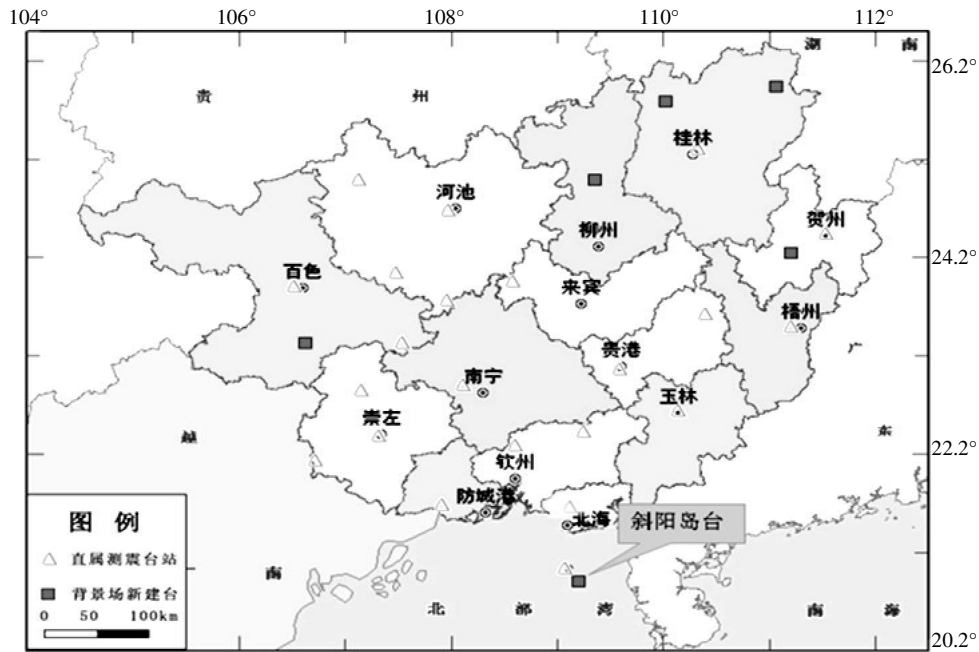 104° 106° 108° 110° 112°
湖 南
26.2°
贵 州
桂林
河池
贺州
柳州
24.2°
百色
来宾
梧州
贵港
南宁
玉林
崇左
越
东
钦州
22.2°
防城港
北海
斜阳岛台
图 例
直属测震台站
南
背景场新建台
北 部 湾 南 海
0 50 100km
20.2°